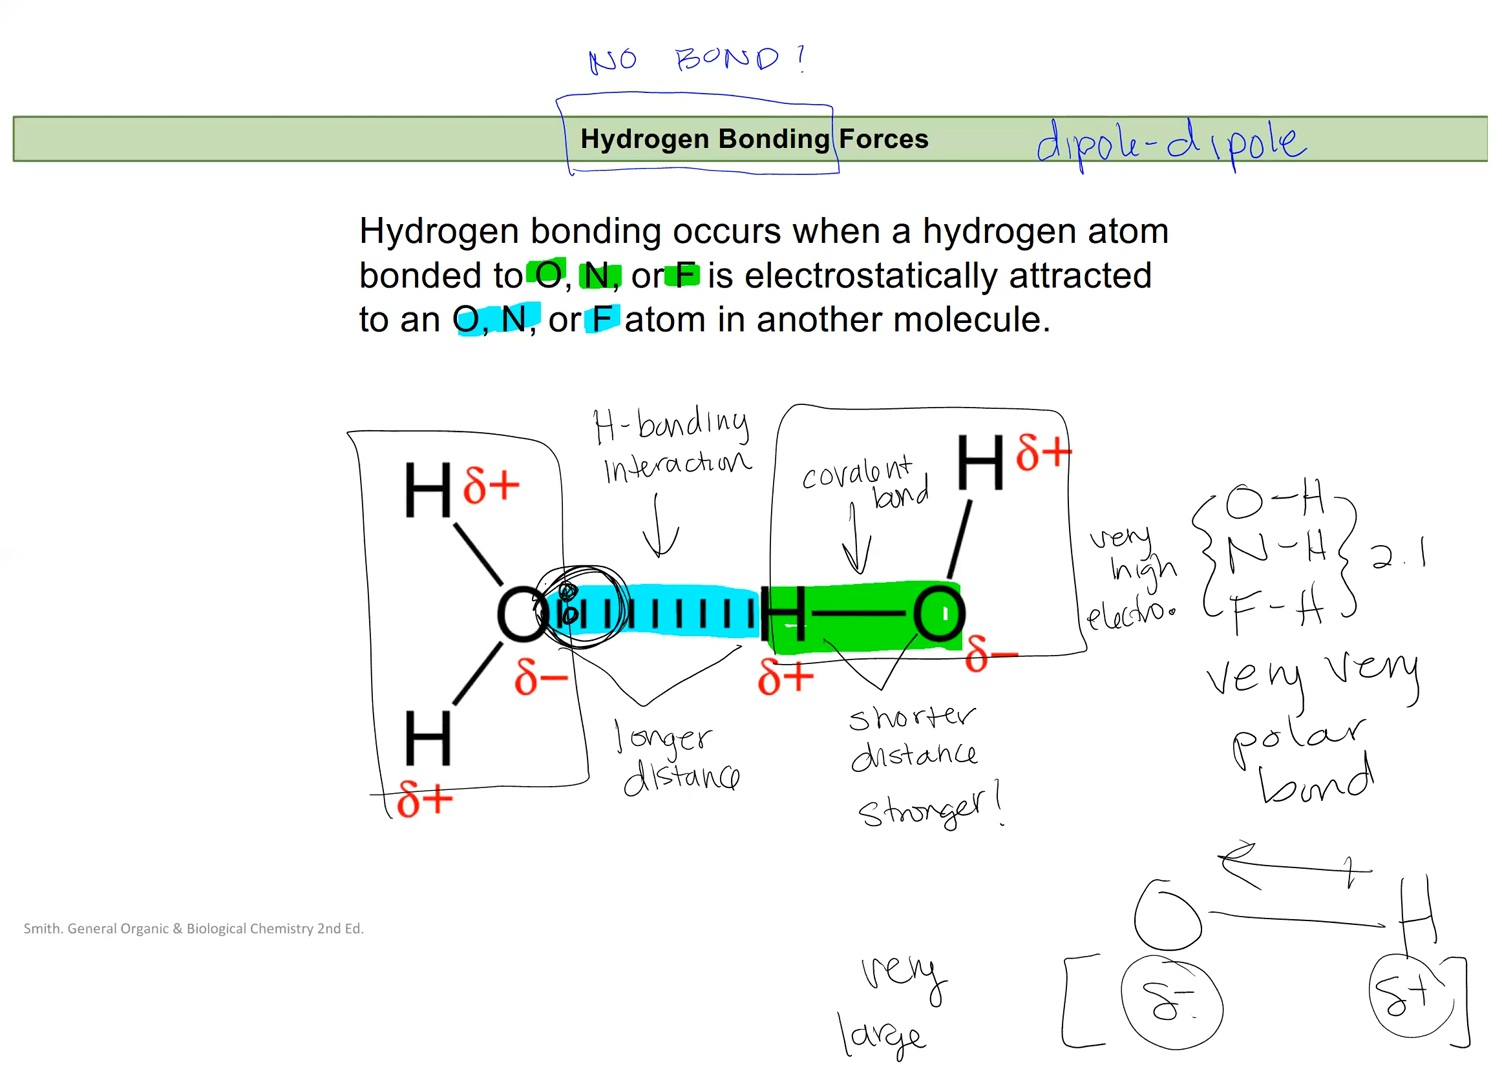 NO BOND!
Hydrogen Bonding Forces
dipole-dipole
Hydrogen bonding occurs when a hydrogen atom
bonded to O, N, or F is electrostatically attracted
to an O, N, or F atom in another molecule.
H-bonding
interaction
covalent
bond
H δ+
H δ+
O
δ−
H
δ+
H
δ+
O
δ−
very
high
electro.
O-H
N-H
F-H
2.1
very very
polar
bond
longer
distance
shorter
distance
stronger!
O
H
δ-
δ+
very
large
Smith. General Organic & Biological Chemistry 2nd Ed.